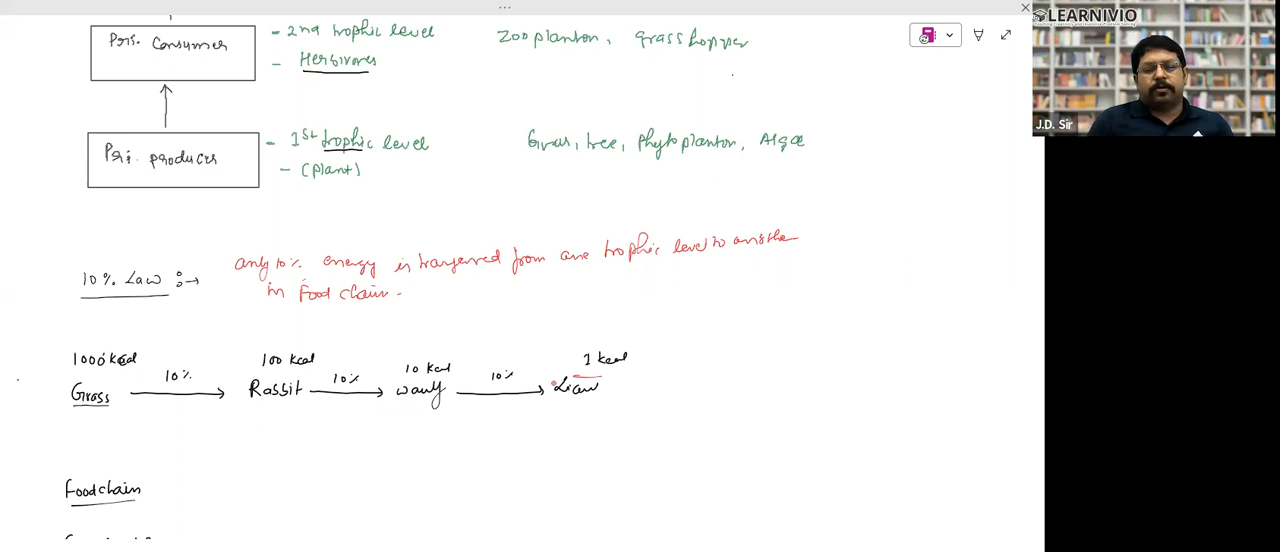 LEARNIVIO
J.D. Sir
Pri. Consumer
- 2nd trophic level
- Herbivores
Zooplanton, grasshopper
Pri. producer
- 1st trophic level
- (plant)
Grass, tree, Phytoplanton, Algae
10% Law :→
only 10% energy is transferred from one trophic level to another
in Food chain.
1000 kcal 100 kcal 10 kcal 1 kcal
Grass 10% Rabbit 10% wolf 10% Lion
Foodchain